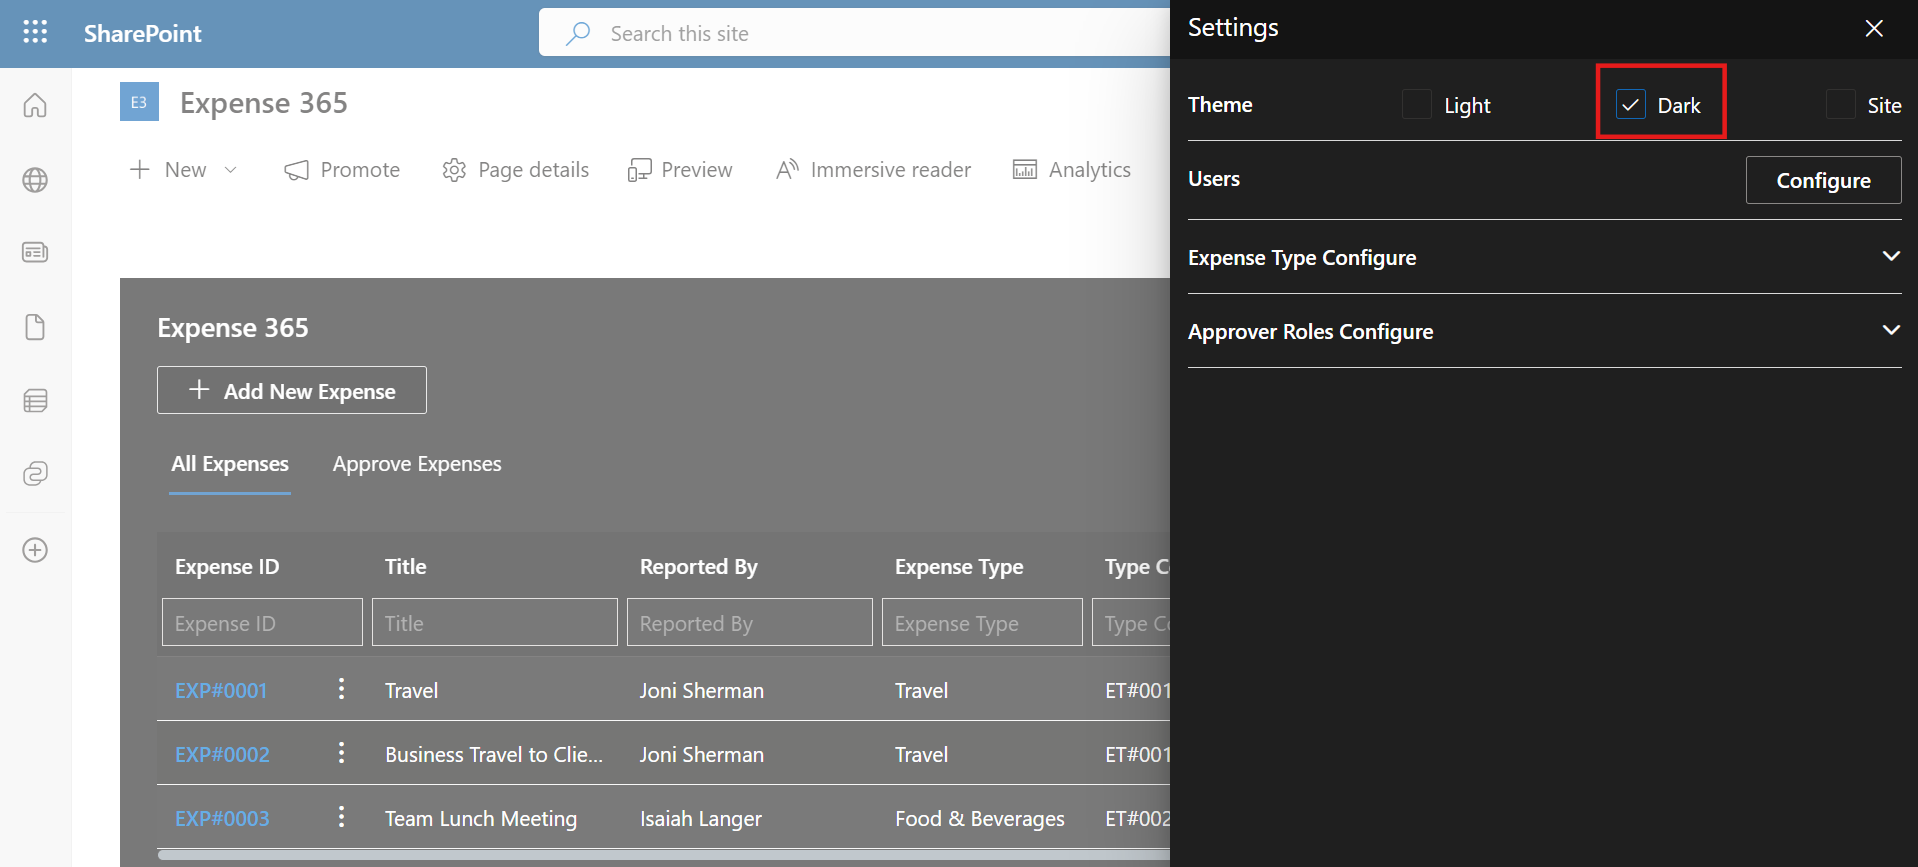 SharePoint
Search this site
Settings
E3
Expense 365
Theme
Light
Dark
Site
New
Promote
Page details
Preview
Immersive reader
Analytics
Users
Configure
Expense Type Configure
Approver Roles Configure
Expense 365
Add New Expense
All Expenses
Approve Expenses
Expense ID Title Reported By Expense Type Type C
Expense ID Title Reported By Expense Type Type Co
EXP#0001 Travel Joni Sherman Travel ET#001
EXP#0002 Business Travel to Clie... Joni Sherman Travel ET#001
EXP#0003 Team Lunch Meeting Isaiah Langer Food & Beverages ET#002